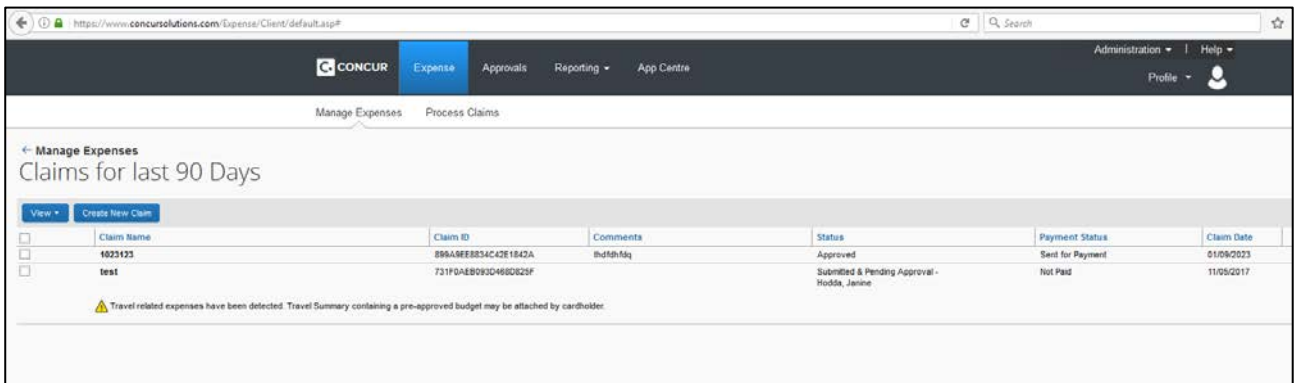 https://www.concursolutions.com/Expense/Client/default.asp#
Search
Administration | Help
CONCUR Expense Approvals Reporting App Centre
Profile
Manage Expenses Process Claims
Manage Expenses
Claims for last 90 Days
View Create New Claim
Claim Name Claim ID Comments Status Payment Status Claim Date
1023123 899A9EE8834C42E1842A Approved Sent for Payment 01/09/2023
test 731F0AEB093D468D825F Submitted & Pending Approval - Not Paid 11/05/2017
Hodda, Janine
Travel related expenses have been detected. Travel Summary containing a pre-approved budget may be attached by cardholder.